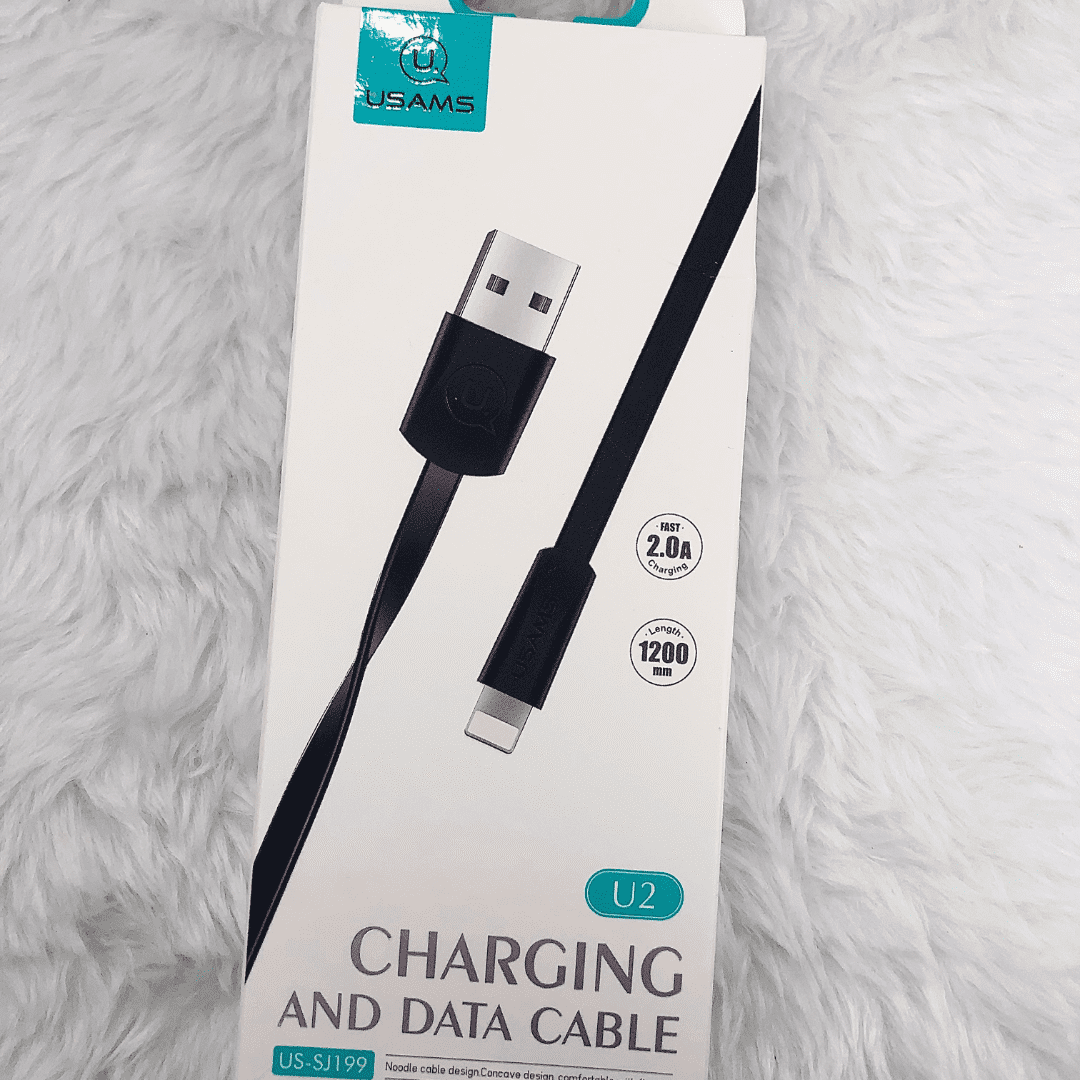 U
USAMS
U
USAMS
FAST
2.0A
Charging
Length
1200
mm
U2
CHARGING
AND DATA CABLE
US-SJ199
Noodle cable design.Concave design, comfortable